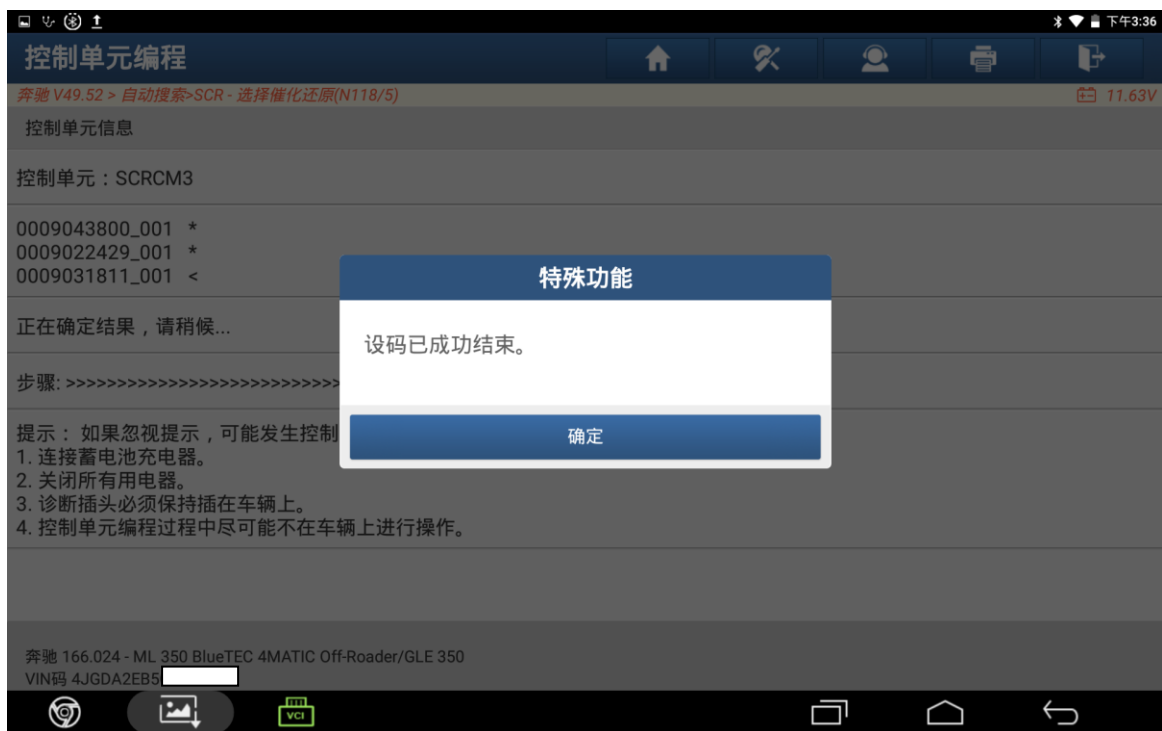 下午3:36
控制单元编程
奔驰 V49.52 > 自动搜索>SCR - 选择催化还原(N118/5)
11.63V
控制单元信息
控制单元：SCRCM3
0009043800_001 *
0009022429_001 *
0009031811_001 <
正在确定结果，请稍候...
步骤: >>>>>>>>>>>>>>>>>>>>>>>>>>>
提示： 如果忽视提示，可能发生控制
1. 连接蓄电池充电器。
2. 关闭所有用电器。
3. 诊断插头必须保持插在车辆上。
4. 控制单元编程过程中尽可能不在车辆上进行操作。
特殊功能
设码已成功结束。
确定
奔驰 166.024 - ML 350 BlueTEC 4MATIC Off-Roader/GLE 350
VIN码 4JGDA2EB5
VCI